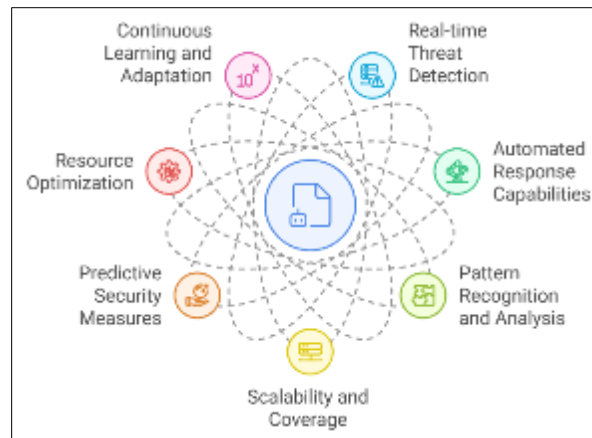 Continuous
Learning and
Adaptation
10x
Real-time
Threat
Detection
Resource
Optimization
Automated
Response
Capabilities
Predictive
Security
Measures
Pattern
Recognition
and Analysis
Scalability and
Coverage